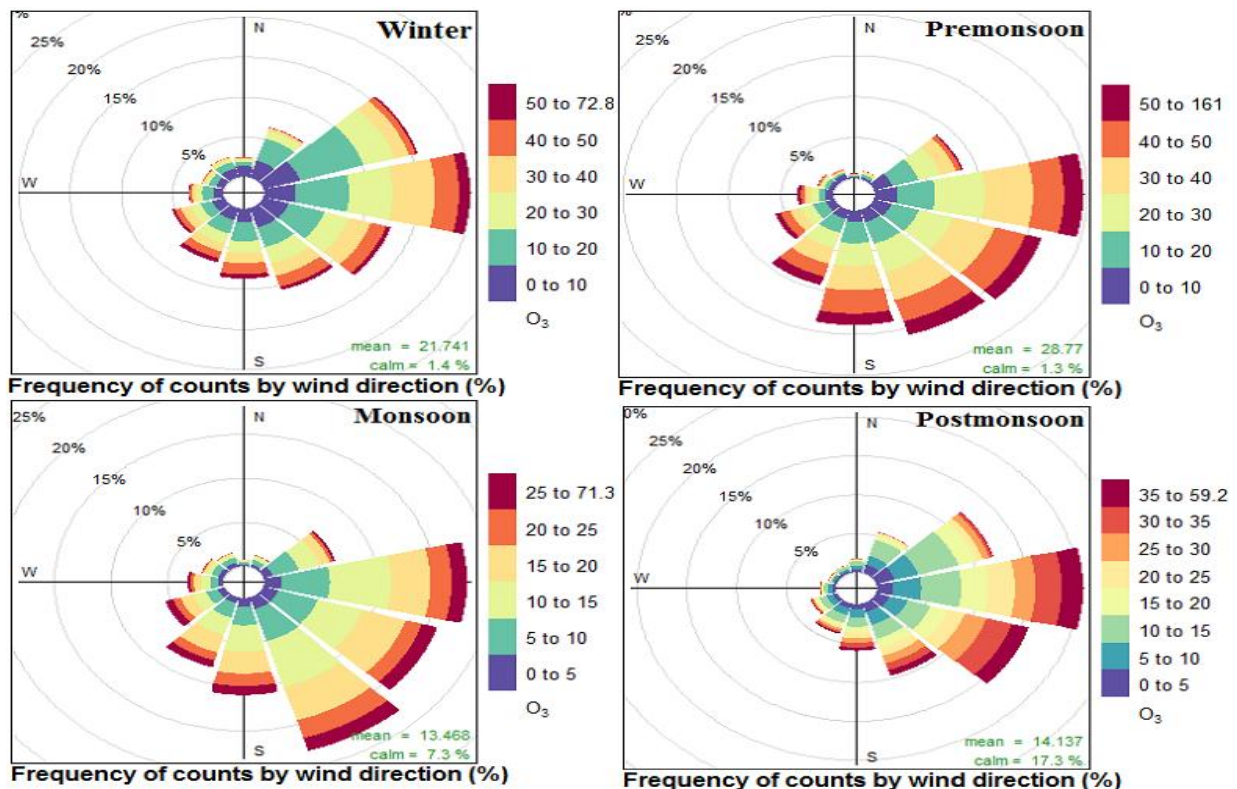 %
25%
20%
15%
10%
5%
N
W
S
Winter
50 to 72.8
40 to 50
30 to 40
20 to 30
10 to 20
0 to 10
O3
mean = 21.741
calm = 1.4 %
Frequency of counts by wind direction (%)
%
25%
20%
15%
10%
5%
N
W
S
Premonsoon
50 to 161
40 to 50
30 to 40
20 to 30
10 to 20
0 to 10
O3
mean = 28.77
calm = 1.3 %
Frequency of counts by wind direction (%)
25%
20%
15%
10%
5%
N
W
S
Monsoon
25 to 71.3
20 to 25
15 to 20
10 to 15
5 to 10
0 to 5
O3
mean = 13.468
calm = 7.3 %
Frequency of counts by wind direction (%)
0%
25%
20%
15%
10%
5%
N
W
S
Postmonsoon
35 to 59.2
30 to 35
25 to 30
20 to 25
15 to 20
10 to 15
5 to 10
0 to 5
O3
mean = 14.137
calm = 17.3 %
Frequency of counts by wind direction (%)